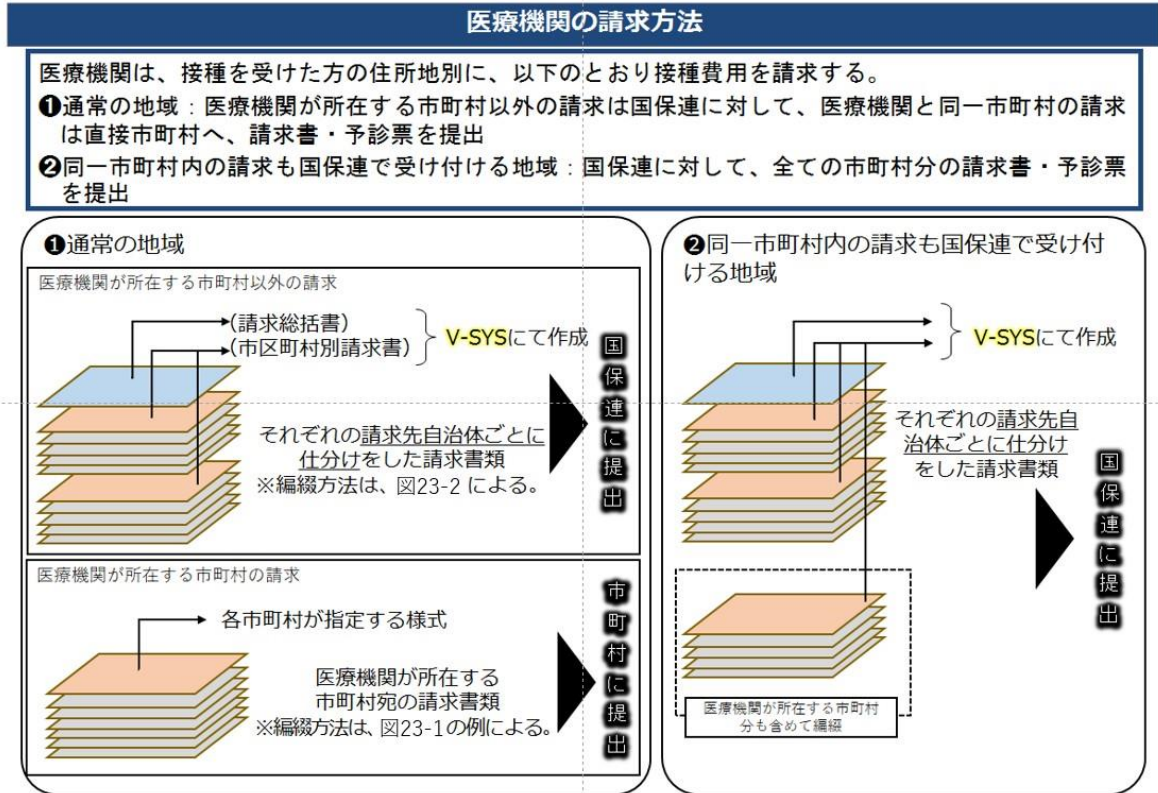 医療機関の請求方法
医療機関は、接種を受けた方の住所地別に、以下のとおり接種費用を請求する。
❶通常の地域：医療機関が所在する市町村以外の請求は国保連に対して、医療機関と同一市町村の請求
は直接市町村へ、請求書・予診票を提出
❷同一市町村内の請求も国保連で受け付ける地域：国保連に対して、全ての市町村分の請求書・予診票
を提出
❶通常の地域
医療機関が所在する市町村以外の請求
(請求総括書)
(市区町村別請求書)
V-SYSにて作成
それぞれの請求先自治体ごとに
仕分けをした請求書類
※編綴方法は、図23-2 による。
国保連に提出
医療機関が所在する市町村の請求
各市町村が指定する様式
医療機関が所在する
市町村宛の請求書類
※編綴方法は、図23-1の例による。
市町村に提出
❷同一市町村内の請求も国保連で受け付
ける地域
V-SYSにて作成
それぞれの請求先自
治体ごとに仕分け
をした請求書類
国保連に提出
医療機関が所在する市町村
分も含めて編綴